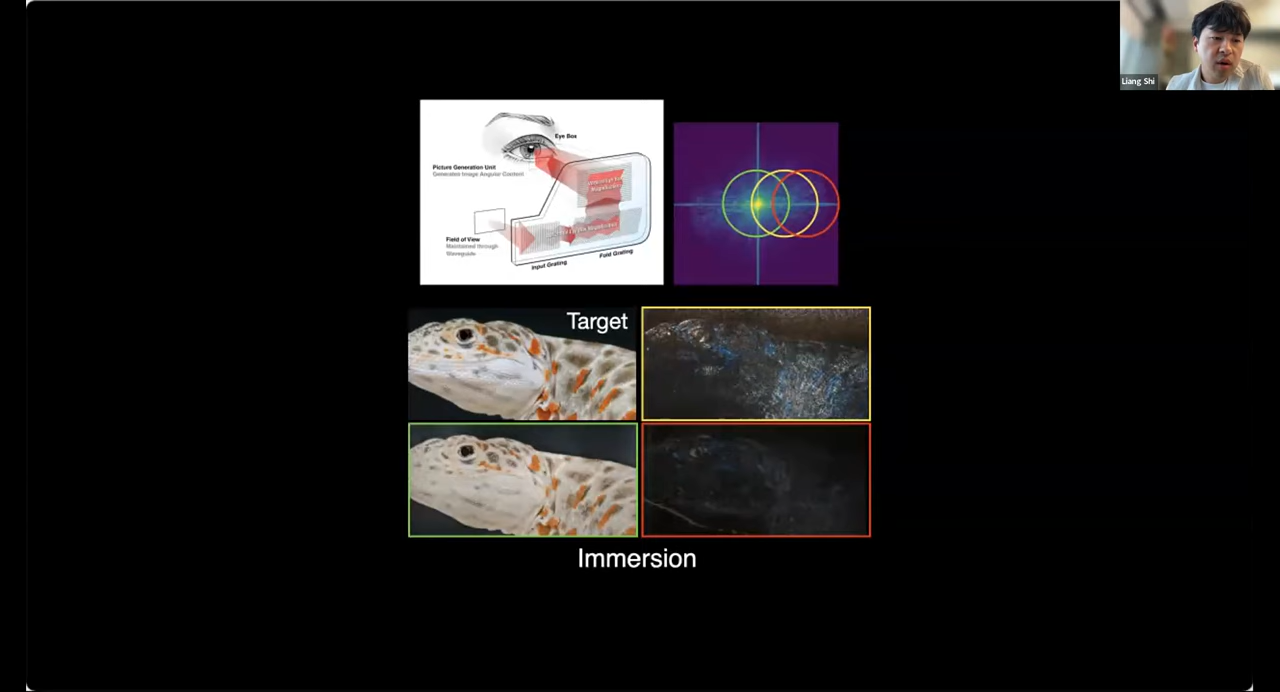 Liang Shi
Eye Box
Picture Generation Unit
Generates Image Angular Content
Field of View
Maintained through
Waveguide
Input Grating
Fold Grating
Target
Immersion